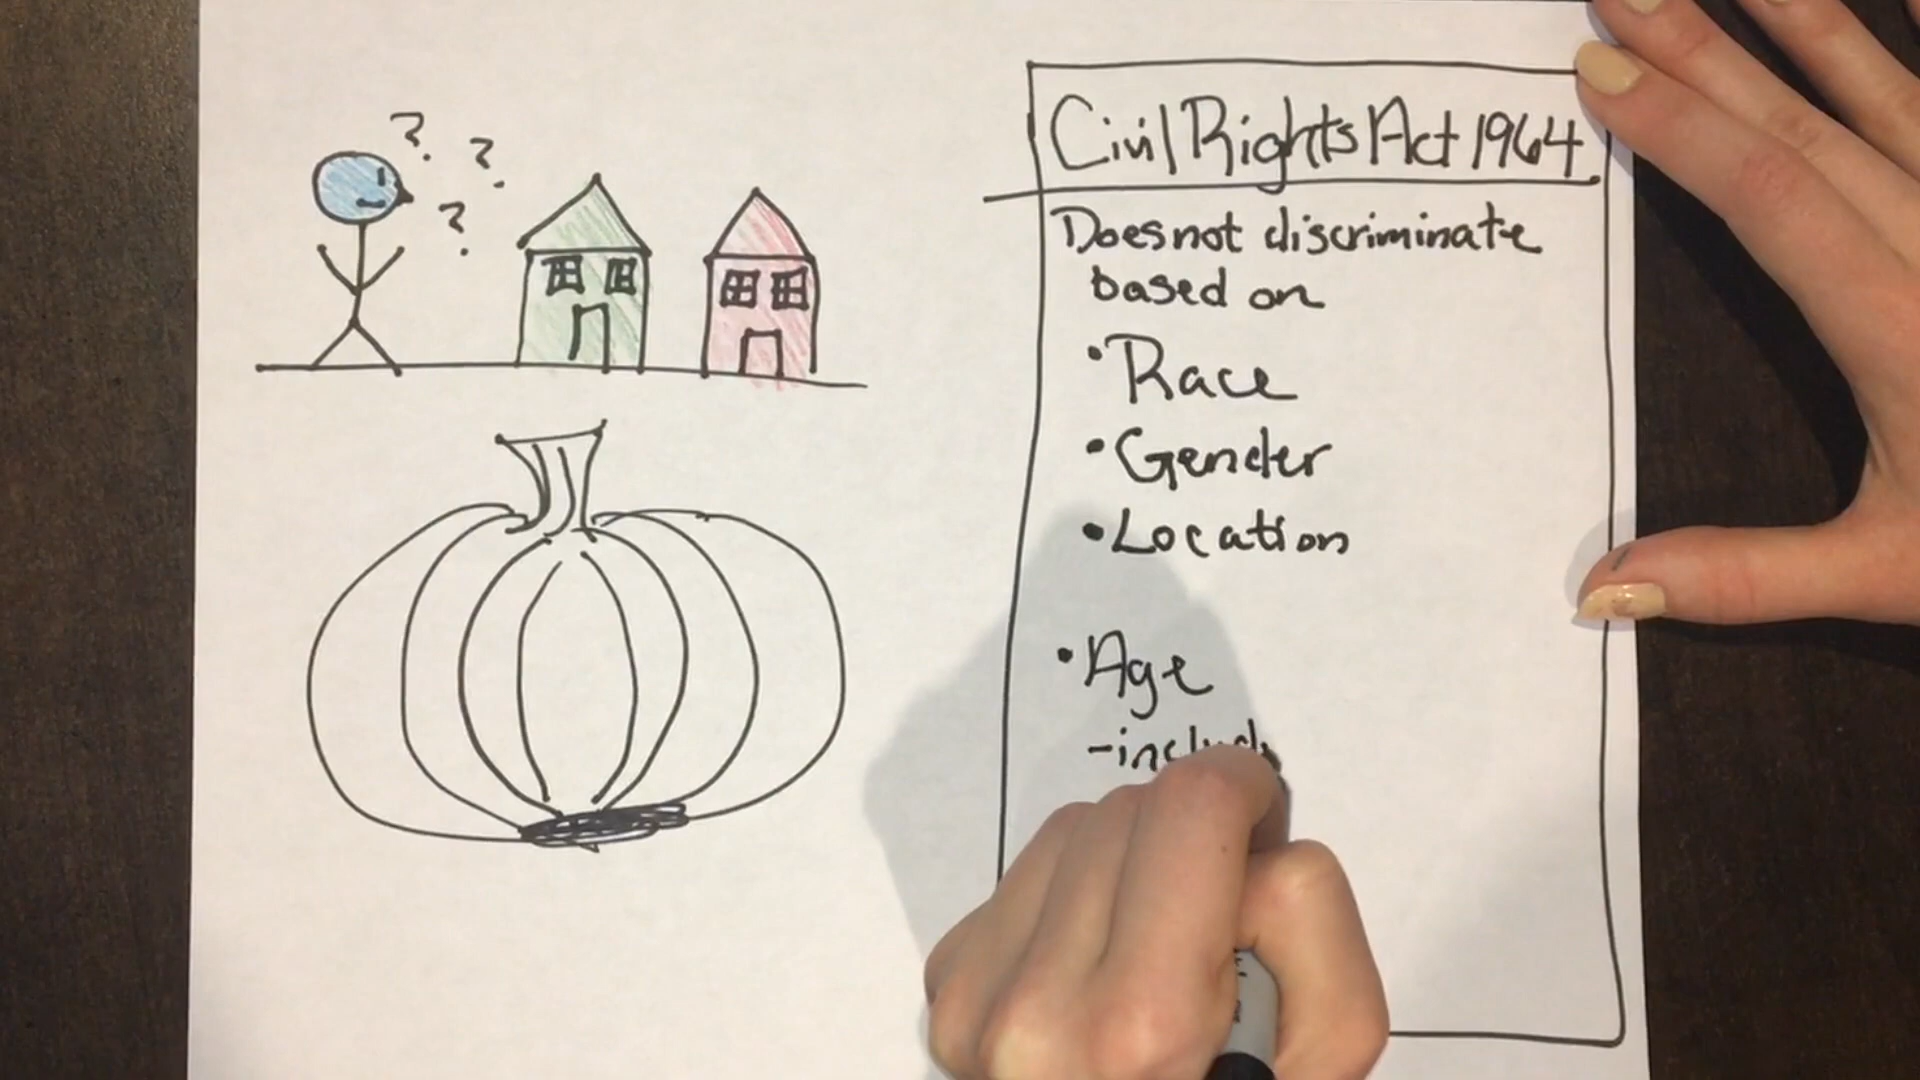 ? ? ?
Civil Rights Act 1964
Does not discriminate
based on
• Race
• Gender
• Location
• Age